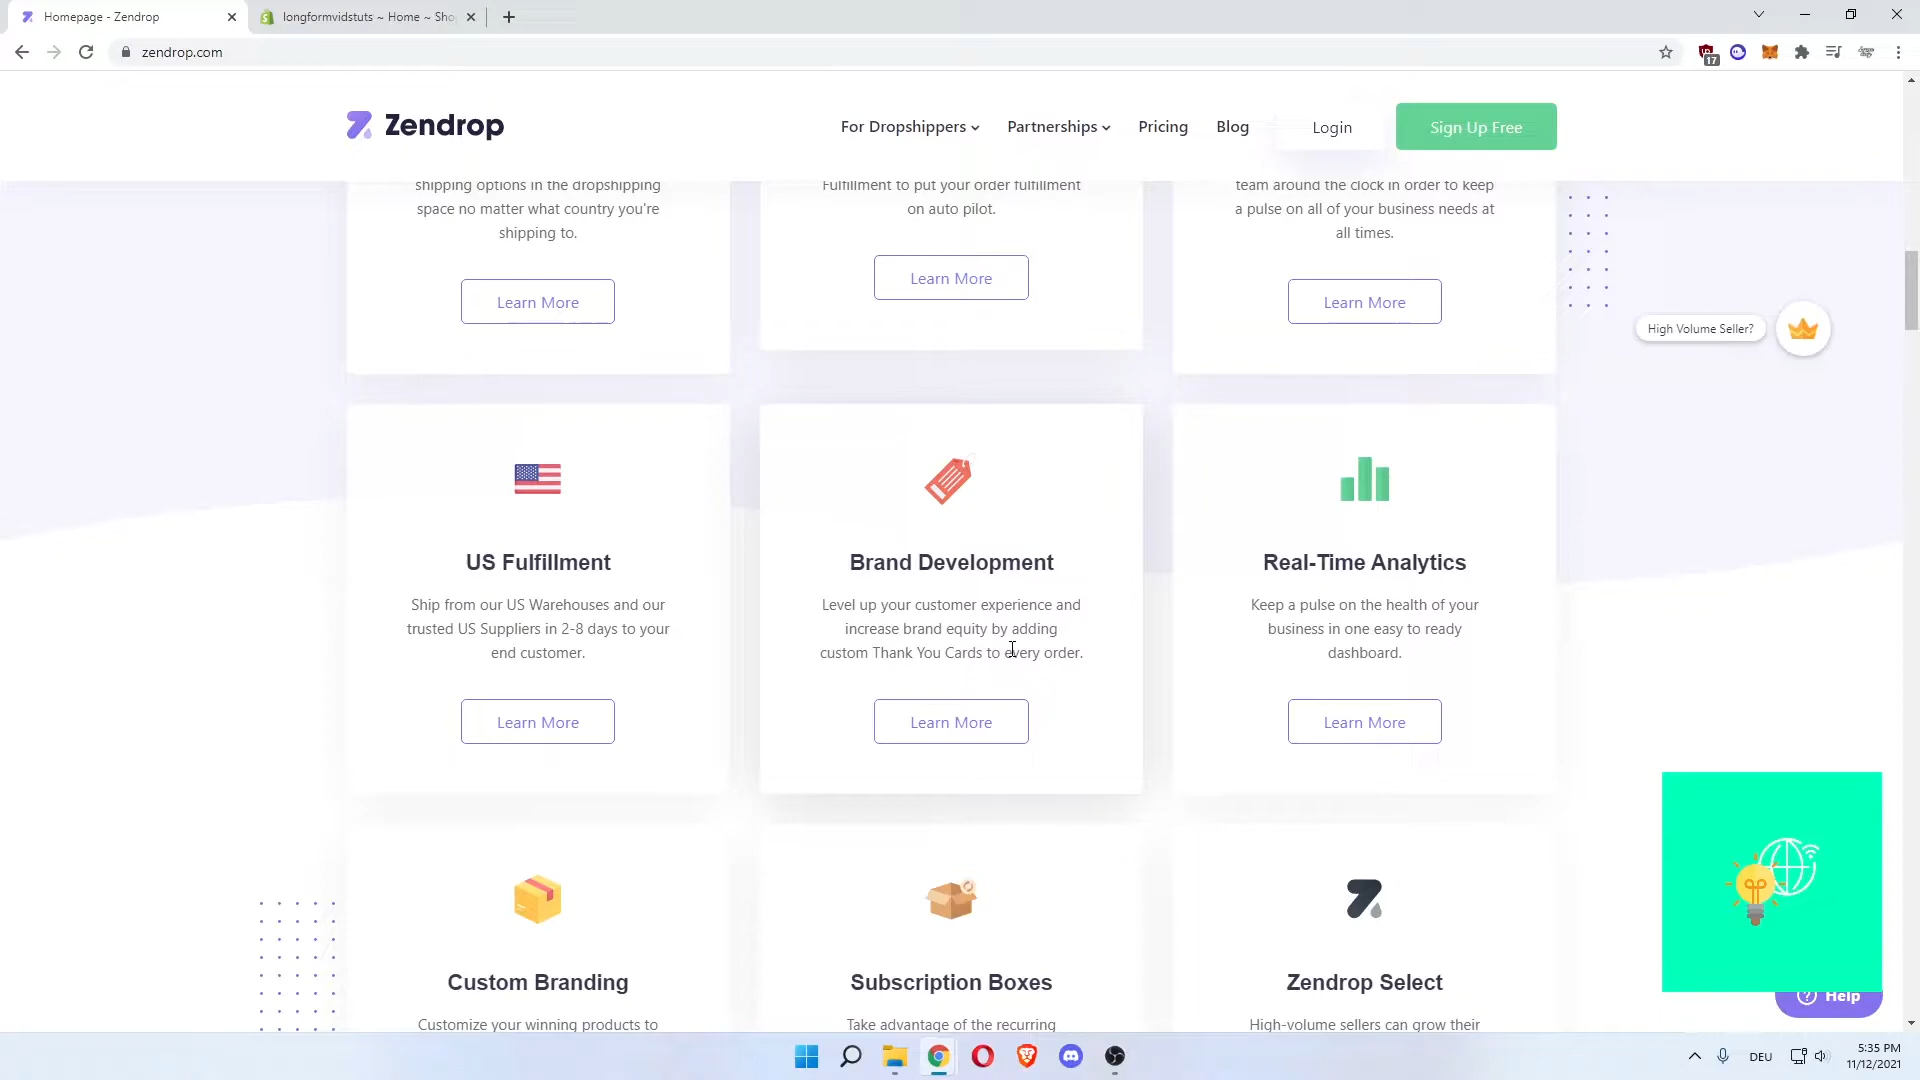 Homepage - Zendrop
longformvidstuts ~ Home ~ Sho
zendrop.com
17
Zendrop
For Dropshippers
Partnerships
Pricing
Blog
Login
Sign Up Free
shipping options in the dropshipping
space no matter what country you're
shipping to.
Learn More
Fulfillment to put your order fulfillment
on auto pilot.
Learn More
team around the clock in order to keep
a pulse on all of your business needs at
all times.
Learn More
High Volume Seller?
US Fulfillment
Ship from our US Warehouses and our
trusted US Suppliers in 2-8 days to your
end customer.
Learn More
Brand Development
Level up your customer experience and
increase brand equity by adding
custom Thank You Cards to every order.
Learn More
Real-Time Analytics
Keep a pulse on the health of your
business in one easy to ready
dashboard.
Learn More
Custom Branding
Customize your winning products to
Subscription Boxes
Take advantage of the recurring
Zendrop Select
High-volume sellers can grow their
Help
DEU
5:35 PM
11/12/2021